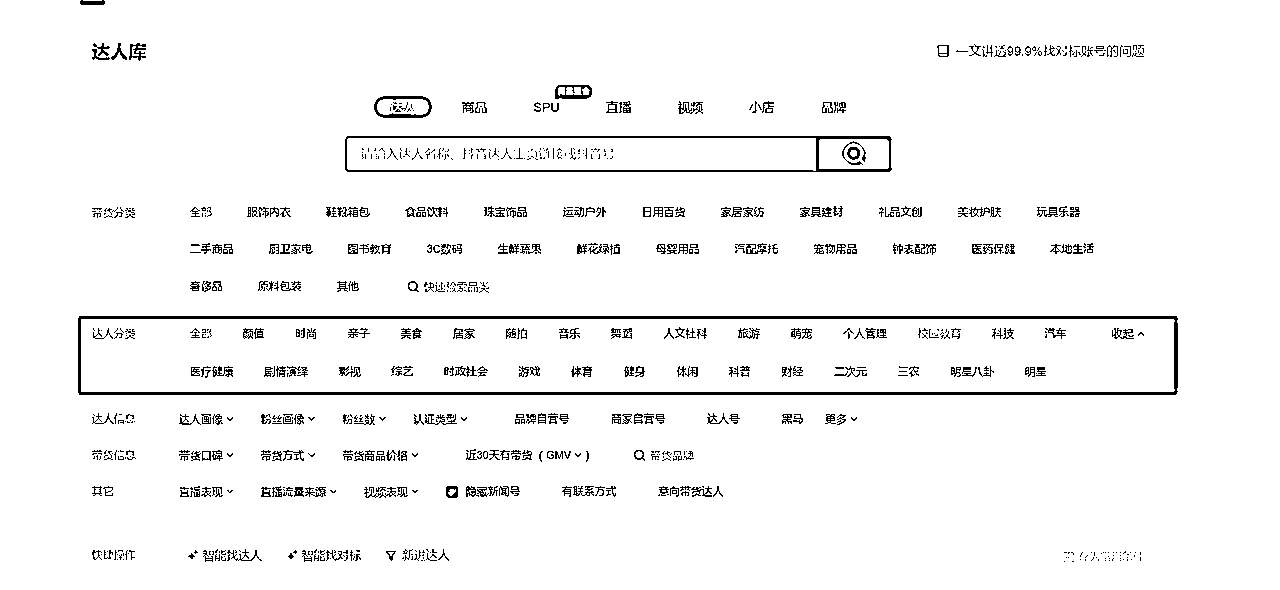 达人库
一文讲透99.9%找对标账号的问题
达人 商品 SPU 直播 视频 小店 品牌
请输入达人名称、抖音达人主页链接或抖音号
带货分类 全部 服饰内衣 鞋靴箱包 食品饮料 珠宝饰品 运动户外 日用百货 家居家纺 家具建材 礼品文创 美妆护肤 玩具乐器
二手商品 厨卫家电 图书教育 3C数码 生鲜蔬果 鲜花绿植 母婴用品 汽配摩托 宠物用品 钟表配饰 医药保健 本地生活
奢侈品 原料包装 其他 快速检索品类
达人分类 全部 颜值 时尚 亲子 美食 居家 随拍 音乐 舞蹈 人文社科 旅游 萌宠 个人管理 校园教育 科技 汽车 收起
医疗健康 剧情演绎 影视 综艺 时政社会 游戏 体育 健身 休闲 科普 财经 二次元 三农 明星八卦 明星
达人信息 达人画像 粉丝画像 粉丝数 认证类型 品牌自营号 商家自营号 达人号 黑马 更多
带货信息 带货口碑 带货方式 带货商品价格 近30天有带货 ( GMV ) 带货品牌
其它 直播表现 直播流量来源 视频表现 隐藏新闻号 有联系方式 意向带货达人
快捷操作 智能找达人 智能找对标 新进达人